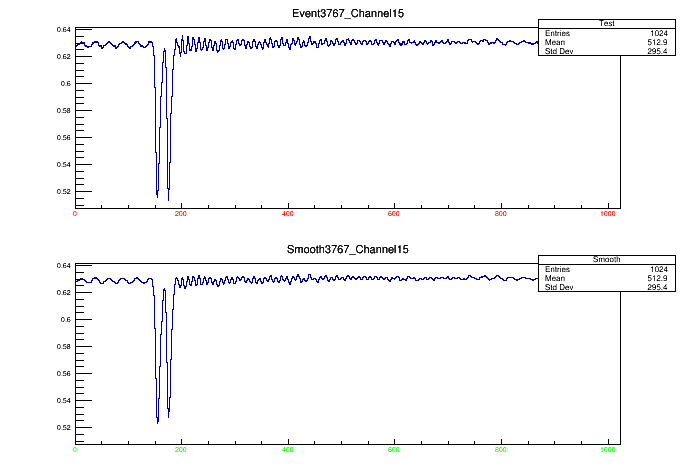 Event3767_Channel15
Test
Entries 1024
Mean 512.9
Std Dev 295.4
0.64
0.62
0.6
0.58
0.56
0.54
0.52
0 200 400 600 800 1000
Smooth3767_Channel15
Smooth
Entries 1024
Mean 512.9
Std Dev 295.4
0.64
0.62
0.6
0.58
0.56
0.54
0.52
0 200 400 600 800 1000